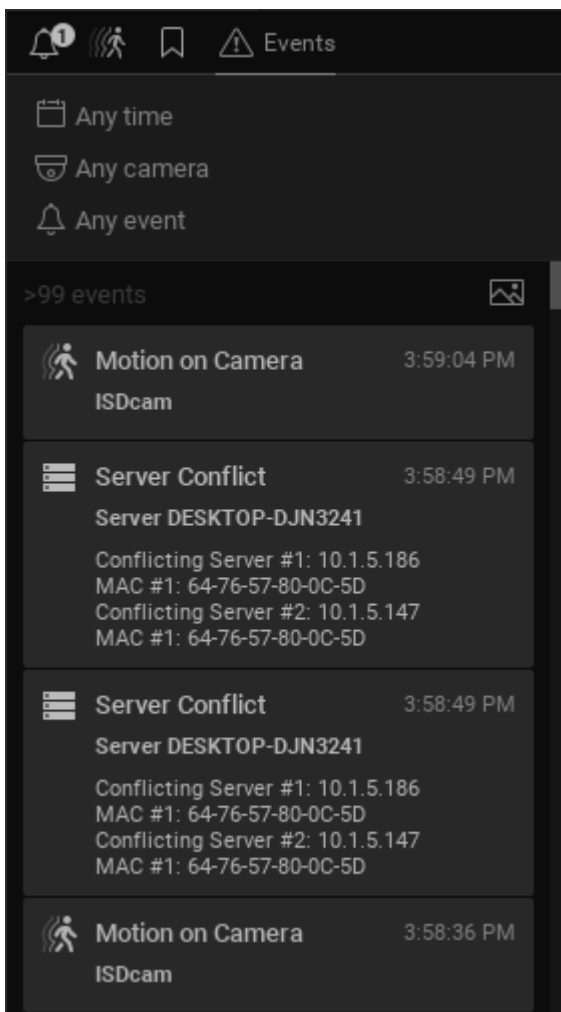 1
Events
Any time
Any camera
Any event
>99 events
Motion on Camera 3:59:04 PM
ISDcam
Server Conflict 3:58:49 PM
Server DESKTOP-DJN3241
Conflicting Server #1: 10.1.5.186
MAC #1: 64-76-57-80-0C-5D
Conflicting Server #2: 10.1.5.147
MAC #1: 64-76-57-80-0C-5D
Server Conflict 3:58:49 PM
Server DESKTOP-DJN3241
Conflicting Server #1: 10.1.5.186
MAC #1: 64-76-57-80-0C-5D
Conflicting Server #2: 10.1.5.147
MAC #1: 64-76-57-80-0C-5D
Motion on Camera 3:58:36 PM
ISDcam